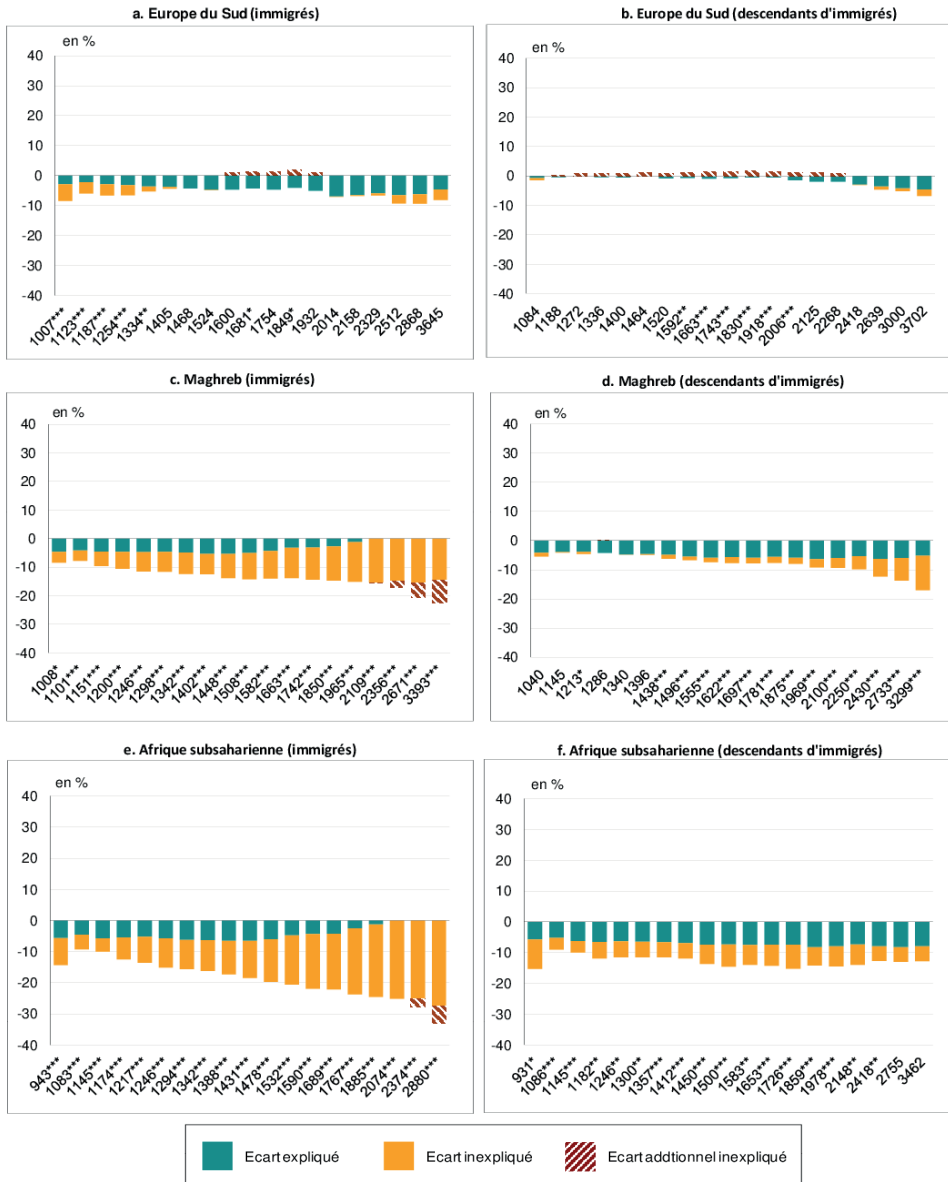 a. Europe du Sud (immigrés)
en %
40
30
20
10
0
-10
-20
-30
-40
1007*** 1123*** 1187*** 1254*** 1334** 1405 1468 1524 1600 1681* 1754 1849* 1932 2014 2158 2329 2512 2868 3645
b. Europe du Sud (descendants d'immigrés)
en %
40
30
20
10
0
-10
-20
-30
-40
1084 1188 1272 1336 1400 1464 1520 1592** 1663*** 1743*** 1830*** 1918*** 2006*** 2125 2268 2418 2639 3000 3702
c. Maghreb (immigrés)
en %
40
30
20
10
0
-10
-20
-30
-40
1008* 1101*** 1151*** 1200*** 1246*** 1298*** 1342*** 1402*** 1448*** 1508*** 1582*** 1663*** 1742*** 1850*** 1965*** 2109*** 2356*** 2671*** 3393***
d. Maghreb (descendants d'immigrés)
en %
40
30
20
10
0
-10
-20
-30
-40
1040 1145 1213* 1286 1340 1396 1438*** 1496*** 1555*** 1622*** 1697*** 1781*** 1875*** 1969*** 2100*** 2250*** 2430*** 2733*** 3299***
e. Afrique subsaharienne (immigrés)
en %
40
30
20
10
0
-10
-20
-30
-40
943*** 1083*** 1145*** 1174*** 1217*** 1246*** 1294*** 1342*** 1388*** 1431*** 1478*** 1532*** 1590*** 1689*** 1767*** 1885*** 2074*** 2374*** 2880***
f. Afrique subsaharienne (descendants d'immigrés)
en %
40
30
20
10
0
-10
-20
-30
-40
931* 1086*** 1145*** 1182** 1246*** 1300*** 1357*** 1412*** 1450*** 1500*** 1583*** 1653*** 1726*** 1859*** 1978*** 2148*** 2418** 2755 3462
Ecart expliqué
Ecart inexpliqué
Ecart addtionnel inexpliqué